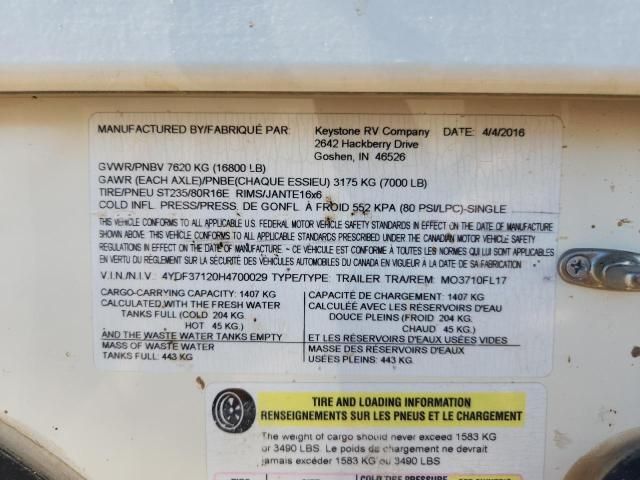 MANUFACTURED BY/FABRIQUÉ PAR: Keystone RV Company DATE: 4/4/2016
2642 Hackberry Drive
Goshen, IN 46526
GVWR/PNBV 7620 KG (16800 LB)
GAWR (EACH AXLE)/PNBE(CHAQUE ESSIEU) 3175 KG (7000 LB)
TIRE/PNEU ST235/80R16E RIMS/JANTE16x6
COLD INFL. PRESS/PRESS. DE GONFL. À FROID 552 KPA (80 PSI/LPC)-SINGLE
THIS VEHICLE CONFORMS TO ALL APPLICABLE U.S. FEDERAL MOTOR VEHICLE SAFETY STANDARDS IN EFFECT ON THE DATE OF MANUFACTURE SHOWN ABOVE.
THIS VEHICLE CONFORMS TO ALL APPLICABLE STANDARDS PRESCRIBED UNDER THE CANADIAN MOTOR VEHICLE SAFETY
REGULATIONS IN EFFECT ON THE DATE OF MANUFACTURE - CE VÉHICULE EST CONFORME À TOUTES LES NORMES QUI LUI SONT APPLICABLES
EN VERTU DU RÈGLEMENT SUR LA SÉCURITÉ DES VÉHICULES AUTOMOBILES DU CANADA EN VIGUEUR À LA DATE DE SA FABRICATION
V.I.N./N.I.V.: 4YDF37120H4700029 TYPE/TYPE: TRAILER TRA/REM: MO3710FL17
CARGO-CARRYING CAPACITY: 1407 KG
CALCULATED WITH THE FRESH WATER
TANKS FULL (COLD 204 KG.
HOT 45 KG.)
AND THE WASTE WATER TANKS EMPTY
MASS OF WASTE WATER
TANKS FULL: 443 KG
CAPACITÉ DE CHARGEMENT: 1407 KG
CALCULÉE AVEC LES RÉSERVOIRS D'EAU
DOUCE PLEINS (FROID 204 KG.
CHAUD 45 KG.)
ET LES RÉSERVOIRS D'EAUX USÉES VIDES
MASSE DES RÉSERVOIRS D'EAUX
USÉES PLEINS: 443 KG.
TIRE AND LOADING INFORMATION
RENSEIGNEMENTS SUR LES PNEUS ET LE CHARGEMENT
The weight of cargo should never exceed 1583 KG
or 3490 LBS. Le poids de chargement ne devrait
jamais excéder 1583 KG ou 3490 LBS